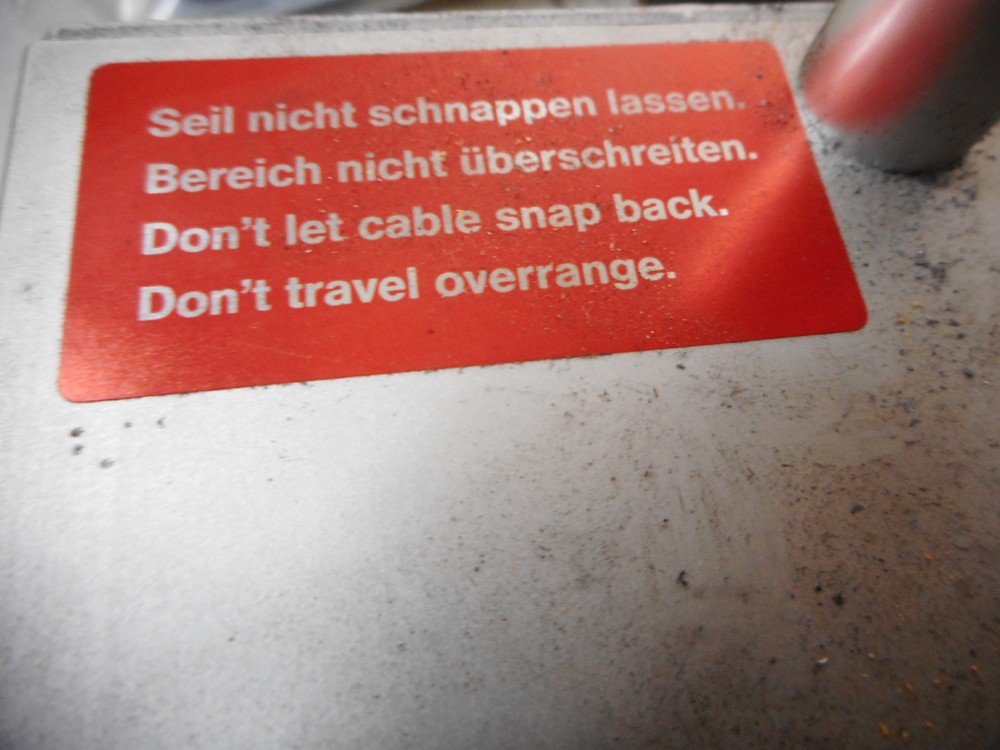 Seil nicht schnappen lassen.
Bereich nicht überschreiten.
Don't let cable snap back.
Don't travel overrange.